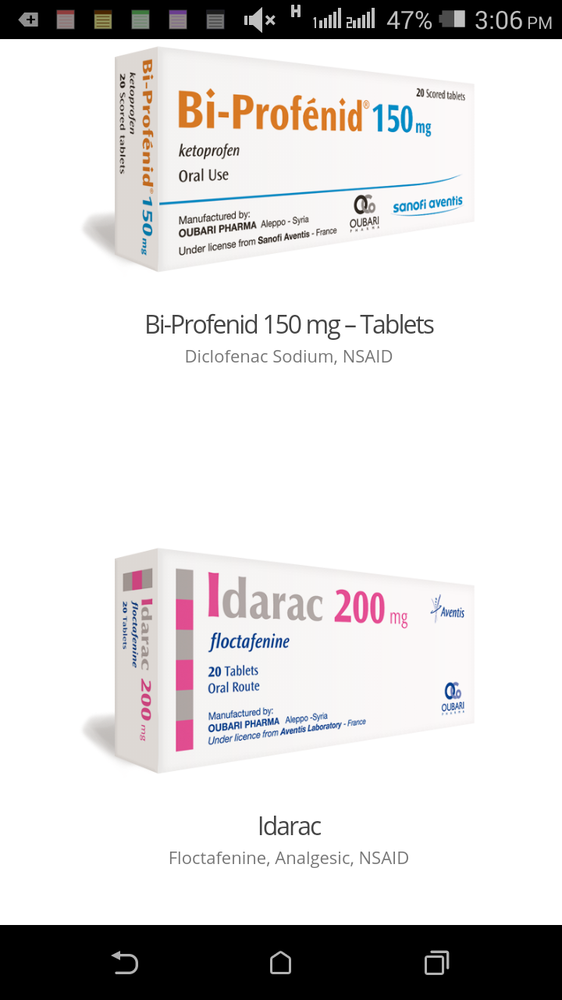 H
1
2
47%
3:06 PM
Bi-Profénid® 150 mg
ketoprofen
20 Scored tablets
20 Scored tablets
Bi-Profénid® 150 mg
ketoprofen
Oral Use
Manufactured by:
OUBARI PHARMA Aleppo - Syria
Under license from Sanofi Aventis - France
OUBARI
PHARMA
sanofi aventis
Bi-Profenid 150 mg – Tablets
Diclofenac Sodium, NSAID
Idarac 200 mg
floctafenine
20 Tablets
Idarac 200 mg
Aventis
floctafenine
20 Tablets
Oral Route
Manufactured by:
OUBARI PHARMA Aleppo -Syria
Under licence from Aventis Laboratory - France
OUBARI
PHARMA
Idarac
Floctafenine, Analgesic, NSAID